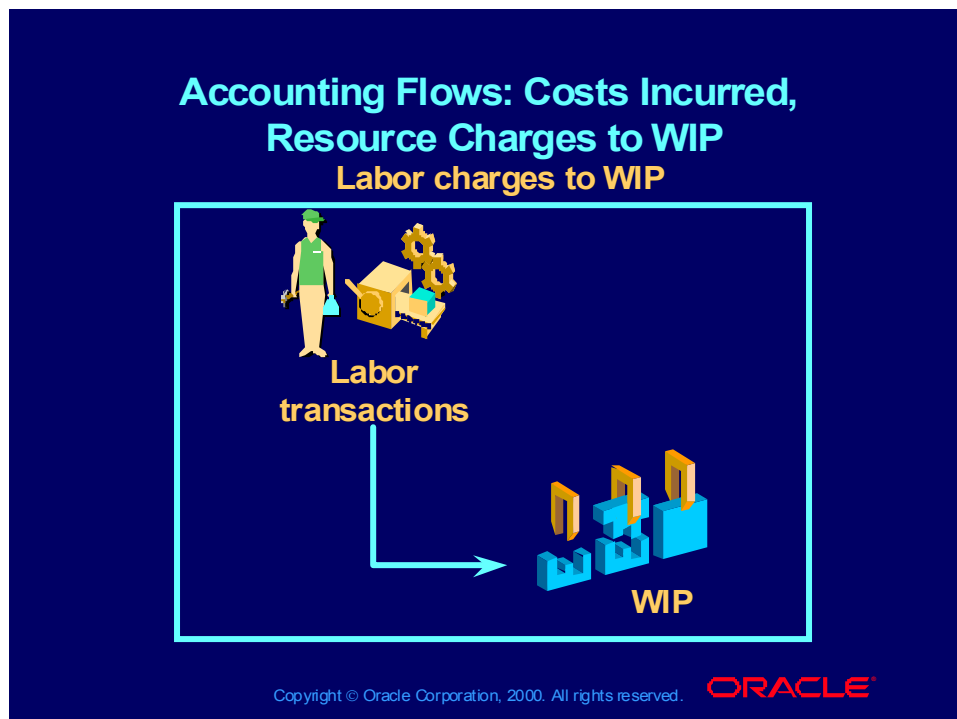 Accounting Flows: Costs Incurred,
Resource Charges to WIP
Labor charges to WIP
Labor
transactions
WIP
Copyright © Oracle Corporation, 2000. All rights reserved.
ORACLE®